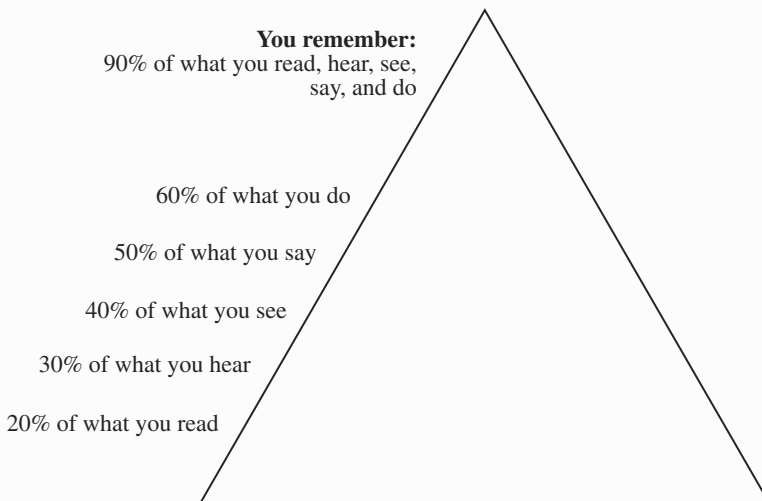 You remember:
90% of what you read, hear, see,
say, and do
60% of what you do
50% of what you say
40% of what you see
30% of what you hear
20% of what you read